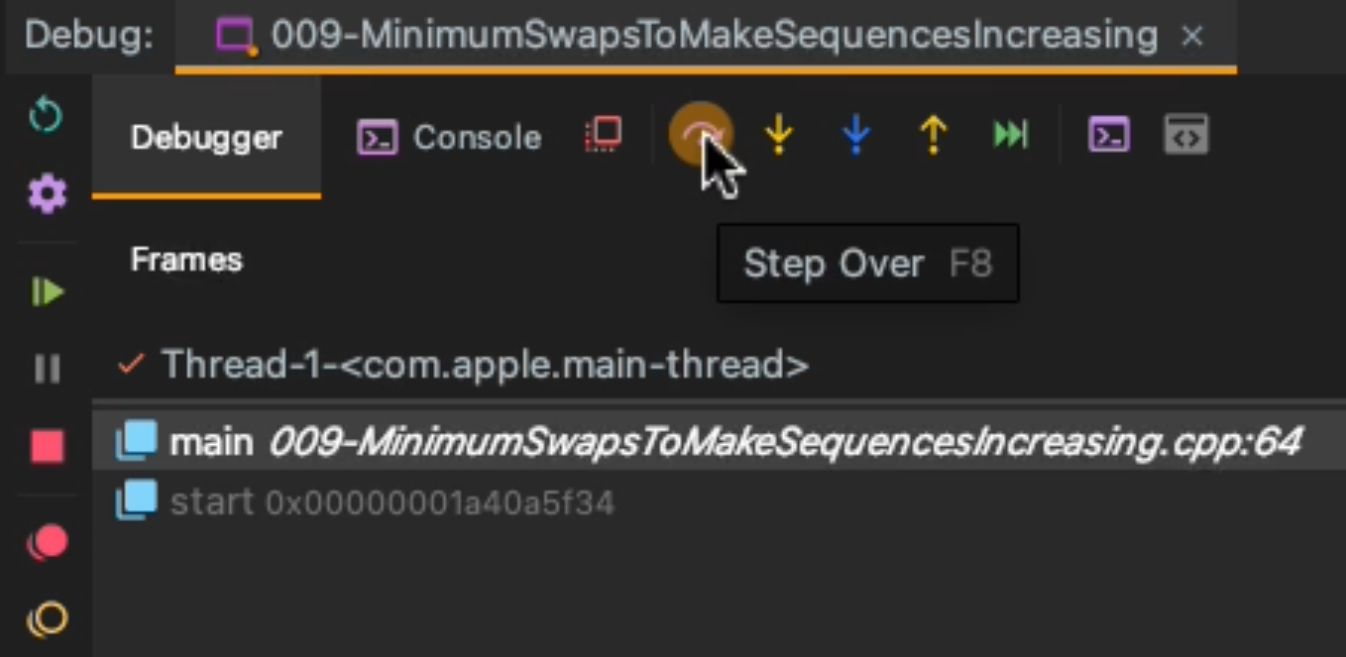 Debug: 009-MinimumSwapsToMakeSequencesIncreasing ×
Debugger Console
Step Over F8
Frames
Thread-1-<com.apple.main-thread>
main 009-MinimumSwapsToMakeSequencesIncreasing.cpp:64
start 0x00000001a40a5f34